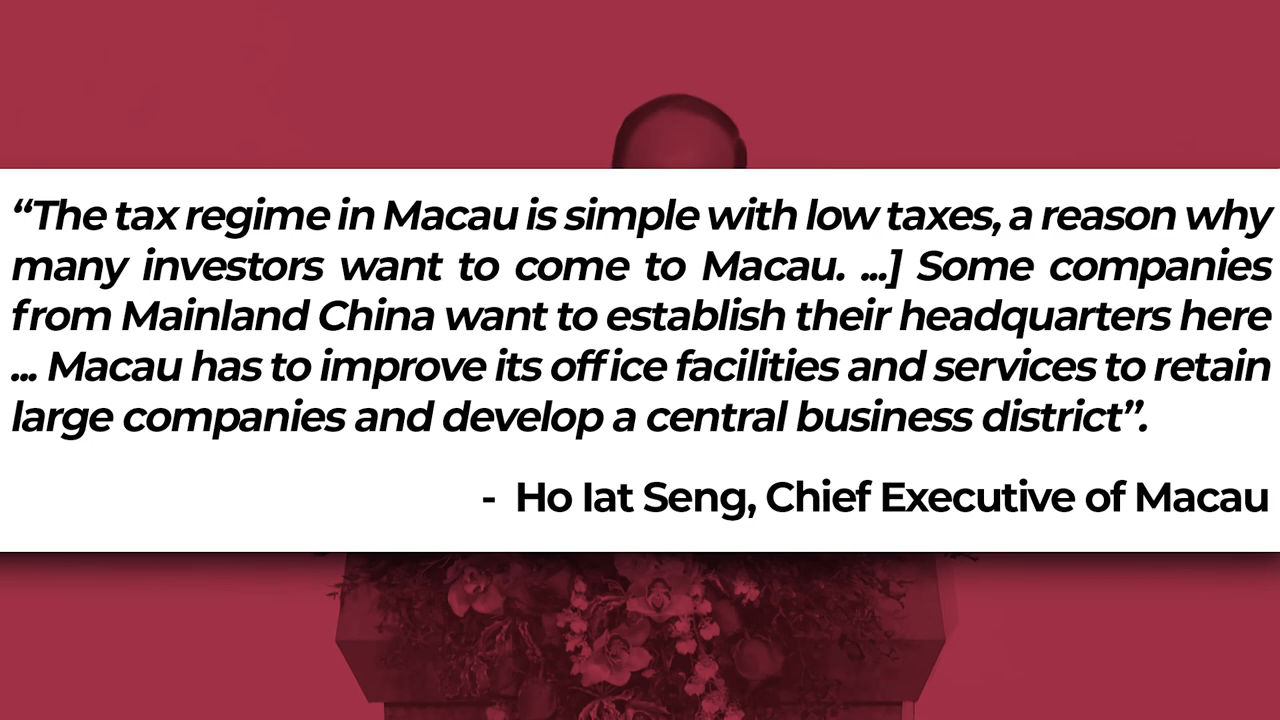 “The tax regime in Macau is simple with low taxes, a reason why
many investors want to come to Macau. ...] Some companies
from Mainland China want to establish their headquarters here
... Macau has to improve its office facilities and services to retain
large companies and develop a central business district”.
- Ho Iat Seng, Chief Executive of Macau